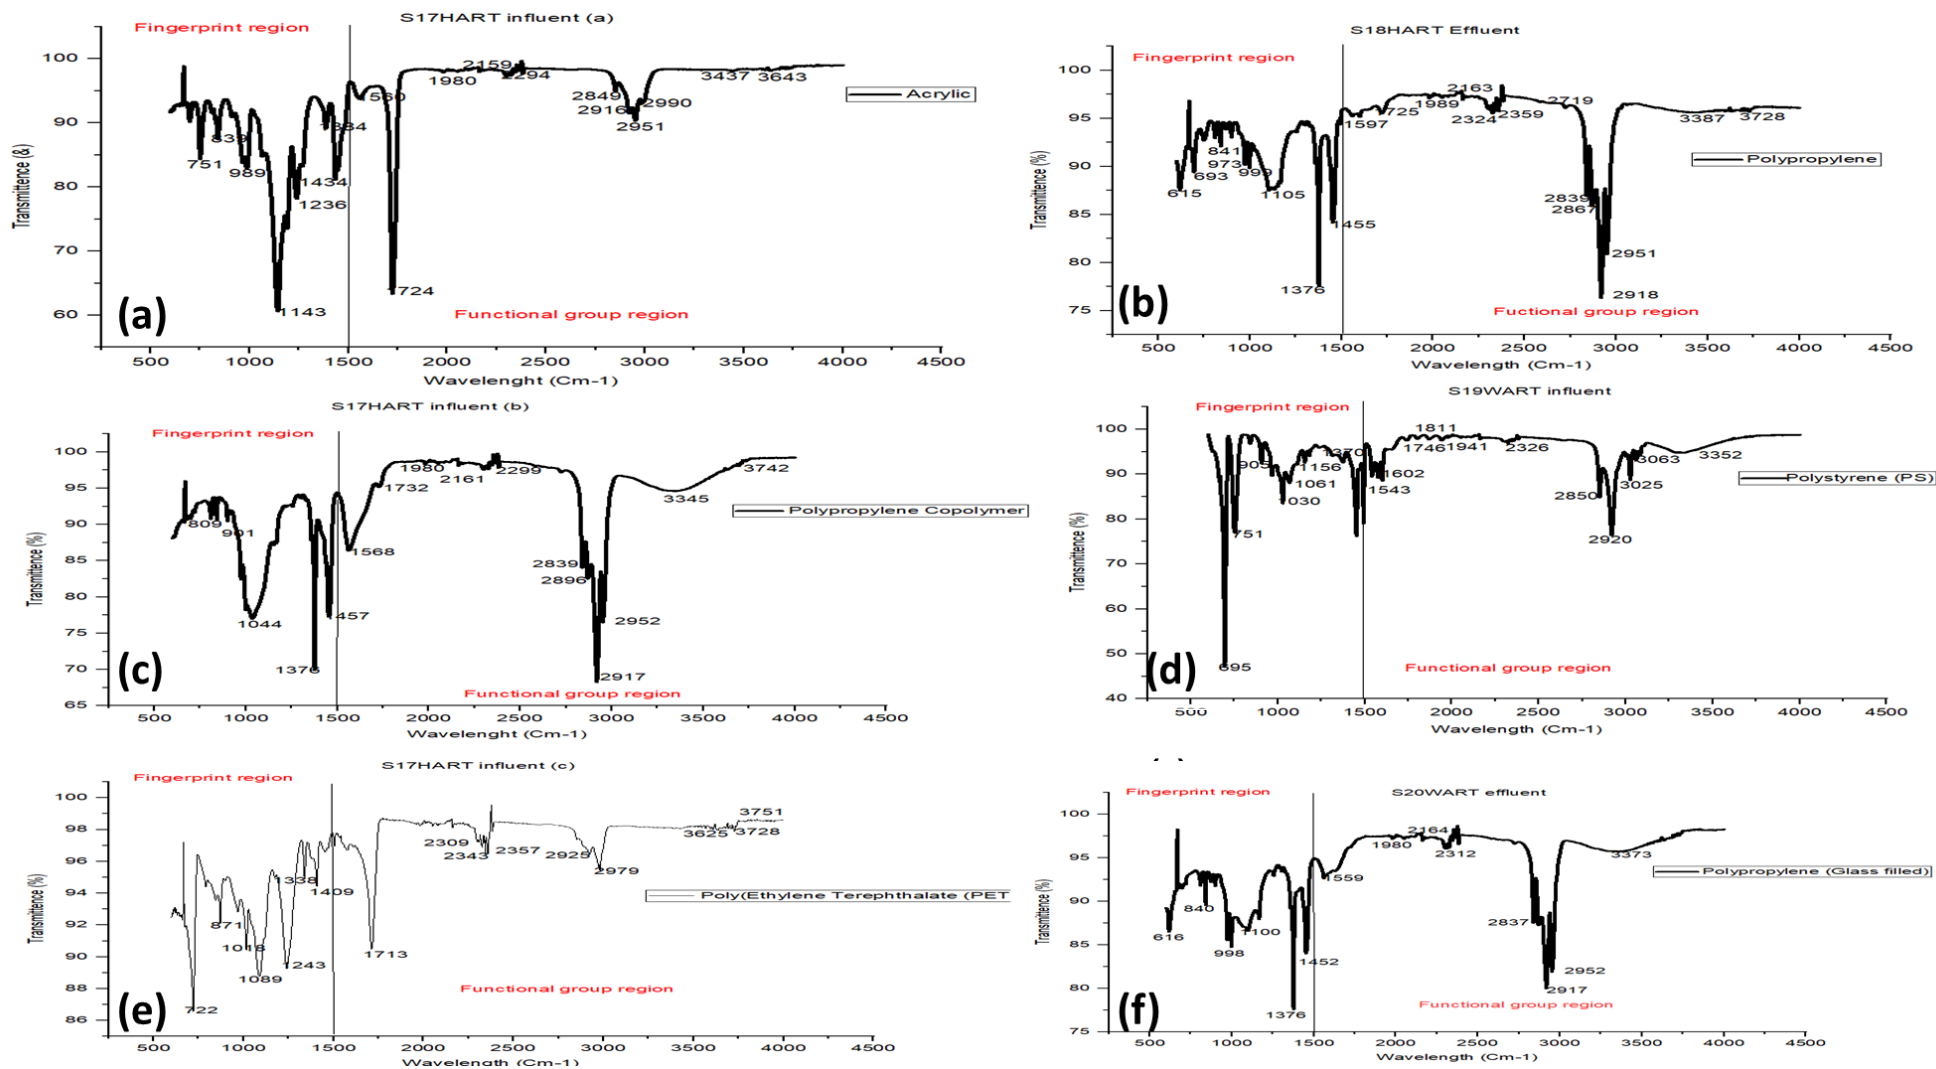 S17HART influent (a)
Fingerprint region
100
90
80
70
60
Transmittence (&)
751
839
989
1143
1236
1434
1384
1560
1724
1980
2159
2294
2849
2916
2951
2990
3437
3643
Acrylic
(a)
Functional group region
500 1000 1500 2000 2500 3000 3500 4000 4500
Wavelenght (Cm-1)
S18HART Effluent
Fingerprint region
100
95
90
85
80
75
Transmittence (%)
615
693
841
973
999
1105
1376
1455
1597
1725
1989
2163
2324
2359
2719
2839
2867
2918
2951
3387
3728
Polypropylene
(b)
Fuctional group region
500 1000 1500 2000 2500 3000 3500 4000 4500
Wavelength (Cm-1)
S17HART influent (b)
Fingerprint region
100
95
90
85
80
75
70
65
Transmittence (%)
809
901
1044
1376
1457
1568
1732
1980
2161
2299
2839
2896
2917
2952
3345
3742
Polypropylene Copolymer
(c)
Functional group region
500 1000 1500 2000 2500 3000 3500 4000 4500
Wavelenght (Cm-1)
S19WART influent
Fingerprint region
100
90
80
70
60
50
40
Transmittence (%)
695
751
905
1030
1061
1156
1370
1543
1602
1746
1811
1941
2326
2850
2920
3025
3063
3352
Polystyrene (PS)
(d)
Functional group region
500 1000 1500 2000 2500 3000 3500 4000 4500
Wavelength (Cm-1)
S17HART influent (c)
Fingerprint region
100
98
96
94
92
90
88
86
Transmittence (%)
722
871
1018
1089
1243
1338
1409
1713
2309
2343
2357
2925
2979
3625
3728
3751
Poly(Ethylene Terephthalate (PET
(e)
Functional group region
500 1000 1500 2000 2500 3000 3500 4000 4500
Wavelength (Cm-1)
S20WART effluent
Fingerprint region
100
95
90
85
80
75
Transmittence (%)
616
840
998
1100
1376
1452
1559
1980
2164
2312
2837
2917
2952
3373
Polypropylene (Glass filled)
(f)
Functional group region
500 1000 1500 2000 2500 3000 3500 4000 4500
Wavelength (Cm-1)